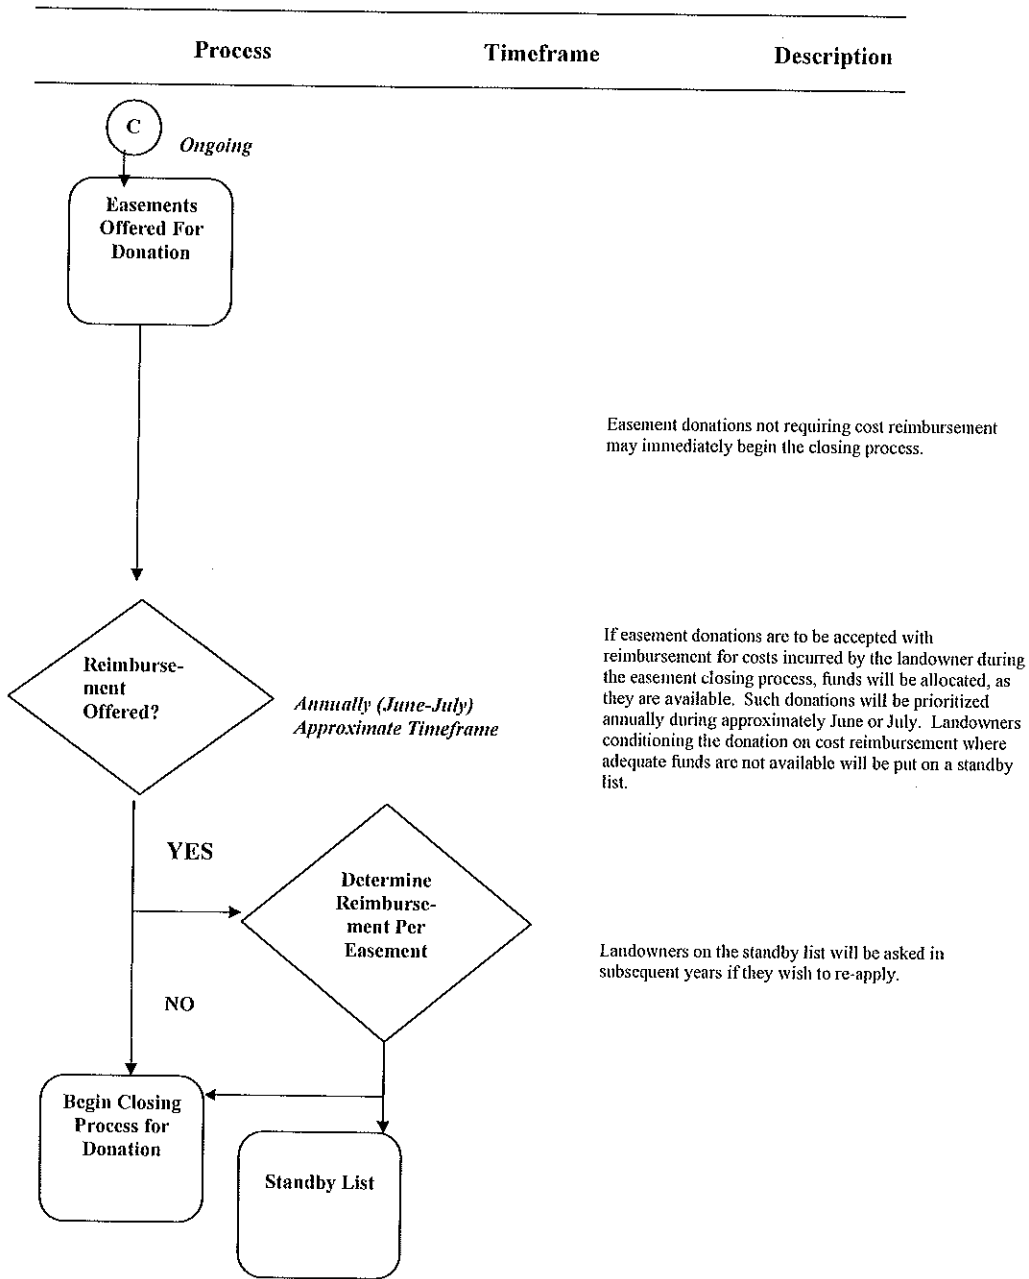 Process Timeframe Description
C
Ongoing
Easements
Offered For
Donation
Easement donations not requiring cost reimbursement
may immediately begin the closing process.
Reimburse-
ment
Offered?
Annually (June-July)
Approximate Timeframe
If easement donations are to be accepted with
reimbursement for costs incurred by the landowner during
the easement closing process, funds will be allocated, as
they are available. Such donations will be prioritized
annually during approximately June or July. Landowners
conditioning the donation on cost reimbursement where
adequate funds are not available will be put on a standby
list.
YES
Determine
Reimburse-
ment Per
Easement
Landowners on the standby list will be asked in
subsequent years if they wish to re-apply.
NO
Begin Closing
Process for
Donation
Standby List